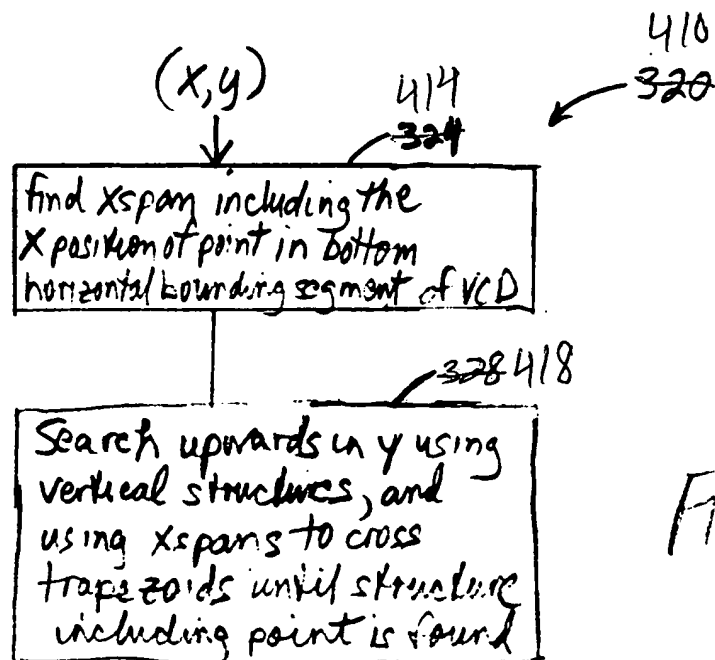 410
320
(x,y)
414
324
find xspan including the
X position of point in bottom
horizontal bounding segment of VCD
328 418
Search upwards in y using
vertical structures, and
using xspans to cross
trapezoids until structure
including point is found